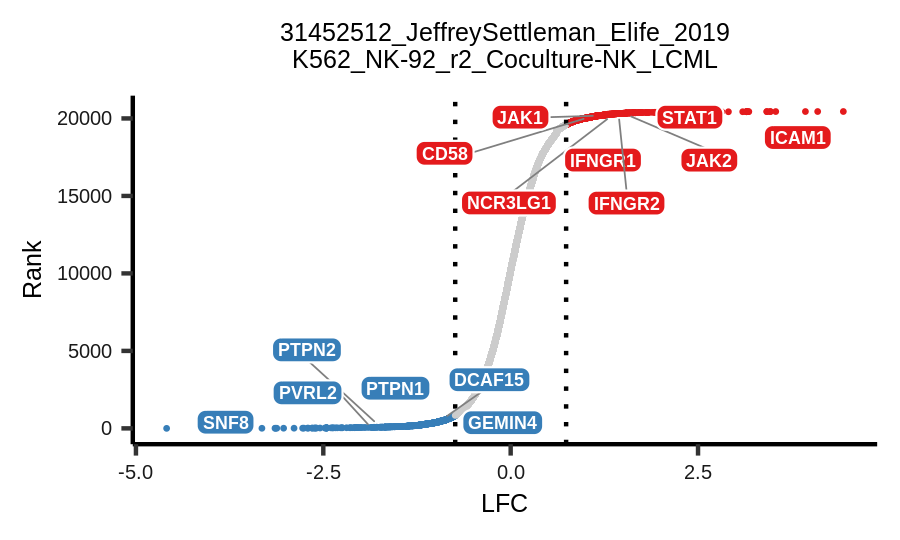 31452512_JeffreySettleman_Elife_2019
K562_NK-92_r2_Coculture-NK_LCML
Rank
20000
15000
10000
5000
0
JAK1
STAT1
ICAM1
CD58
IFNGR1
JAK2
NCR3LG1
IFNGR2
PTPN2
PVRL2
PTPN1
DCAF15
SNF8
GEMIN4
-5.0
-2.5
0.0
2.5
LFC